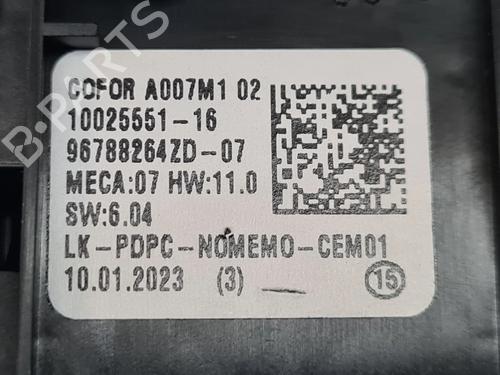 COFOR A007M1 02
10025551-16
96788264ZD-07
MECA:07 HW:11.0
SW:6.04
LK-PDPC-NOMEMO-CEM01
10.01.2023 (3)
15
B-PARTS